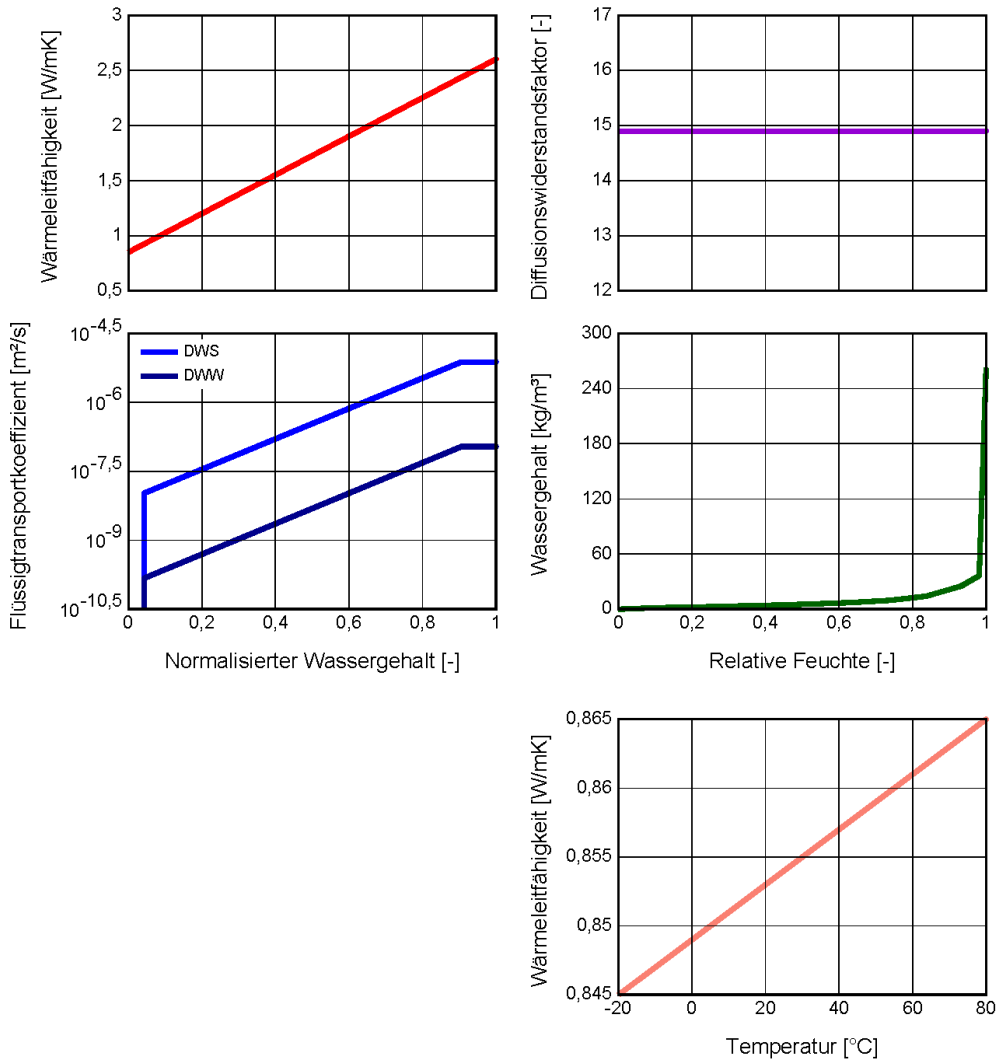 Wärmeleitfähigkeit [W/mK]
3
2,5
2
1,5
1
0,5
Diffusionswiderstandsfaktor [-]
17
16
15
14
13
12
Flüssigtransportkoeffizient [m²/s]
10^-4,5
10^-6
10^-7,5
10^-9
10^-10,5
DWS
DWW
0 0,2 0,4 0,6 0,8 1
Normalisierter Wassergehalt [-]
Wassergehalt [kg/m³]
300
240
180
120
60
0
0 0,2 0,4 0,6 0,8 1
Relative Feuchte [-]
Wärmeleitfähigkeit [W/mK]
0,865
0,86
0,855
0,85
0,845
-20 0 20 40 60 80
Temperatur [°C]